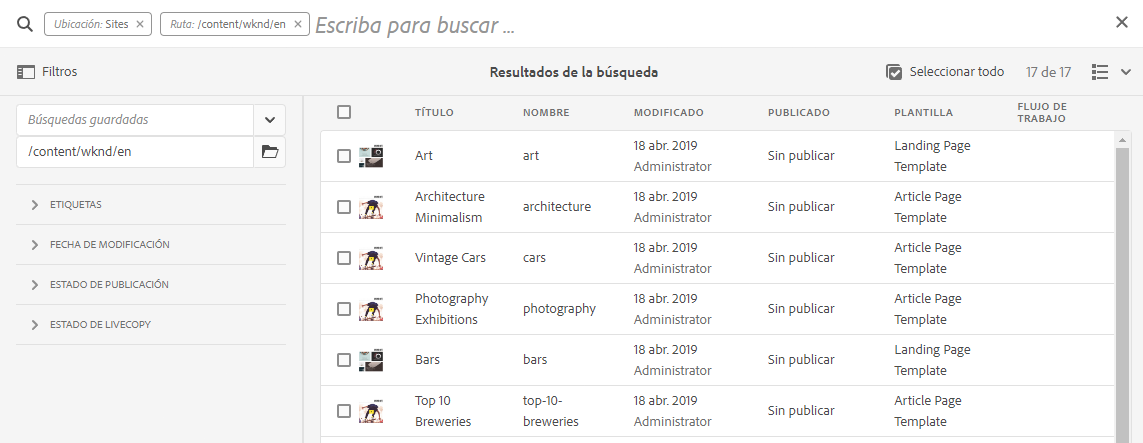 Ubicación: Sites ×
Ruta: /content/wknd/en ×
Escriba para buscar ...
Filtros
Resultados de la búsqueda
Seleccionar todo
17 de 17
Búsquedas guardadas
/content/wknd/en
ETIQUETAS
FECHA DE MODIFICACIÓN
ESTADO DE PUBLICACIÓN
ESTADO DE LIVECOPY
TÍTULO NOMBRE MODIFICADO PUBLICADO PLANTILLA FLUJO DE
TRABAJO
Art art 18 abr. 2019 Sin publicar Landing Page
Administrator Template
Architecture architecture 18 abr. 2019 Sin publicar Article Page
Minimalism Administrator Template
Vintage Cars cars 18 abr. 2019 Sin publicar Article Page
Administrator Template
Photography photography 18 abr. 2019 Sin publicar Article Page
Exhibitions Administrator Template
Bars bars 18 abr. 2019 Sin publicar Landing Page
Administrator Template
Top 10 top-10- 18 abr. 2019 Sin publicar Article Page
Breweries breweries Administrator Template